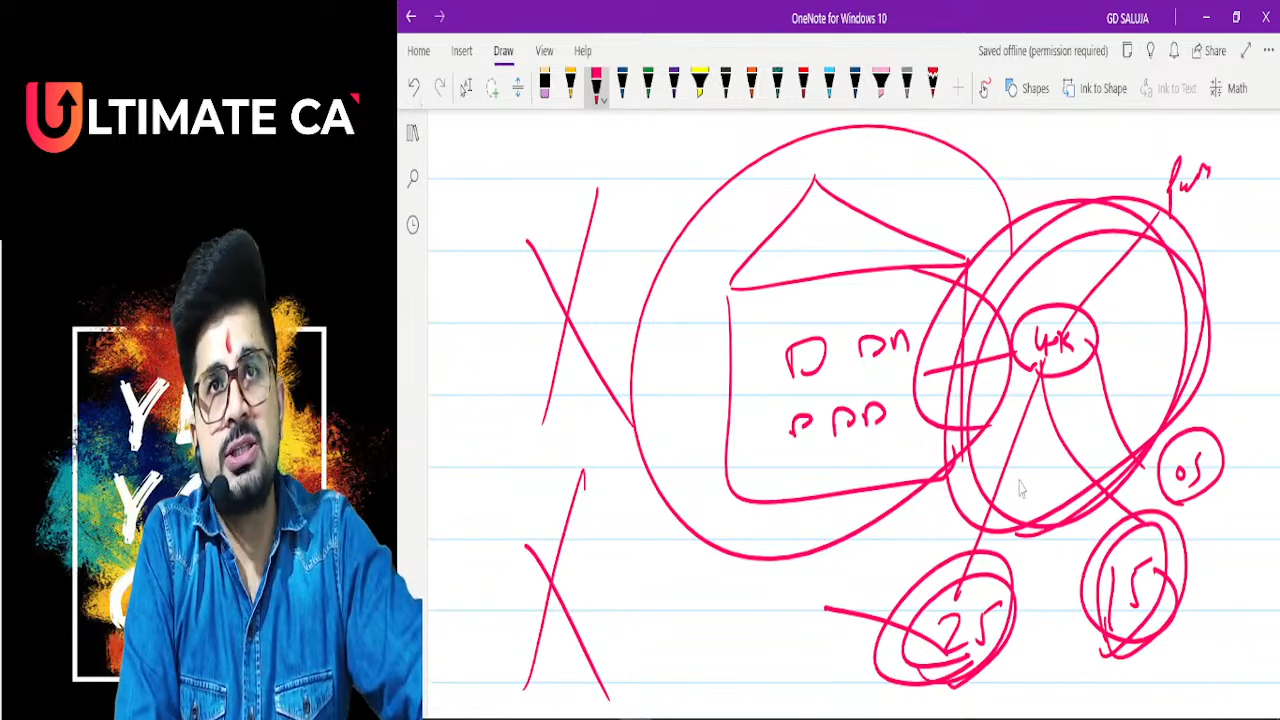 OneNote for Windows 10
GD SALUJA
Home Insert Draw View Help
Saved offline (permission required)
Share
Shapes
Ink to Shape
Ink to Text
Math
ULTIMATE CA
40K
05
15
25